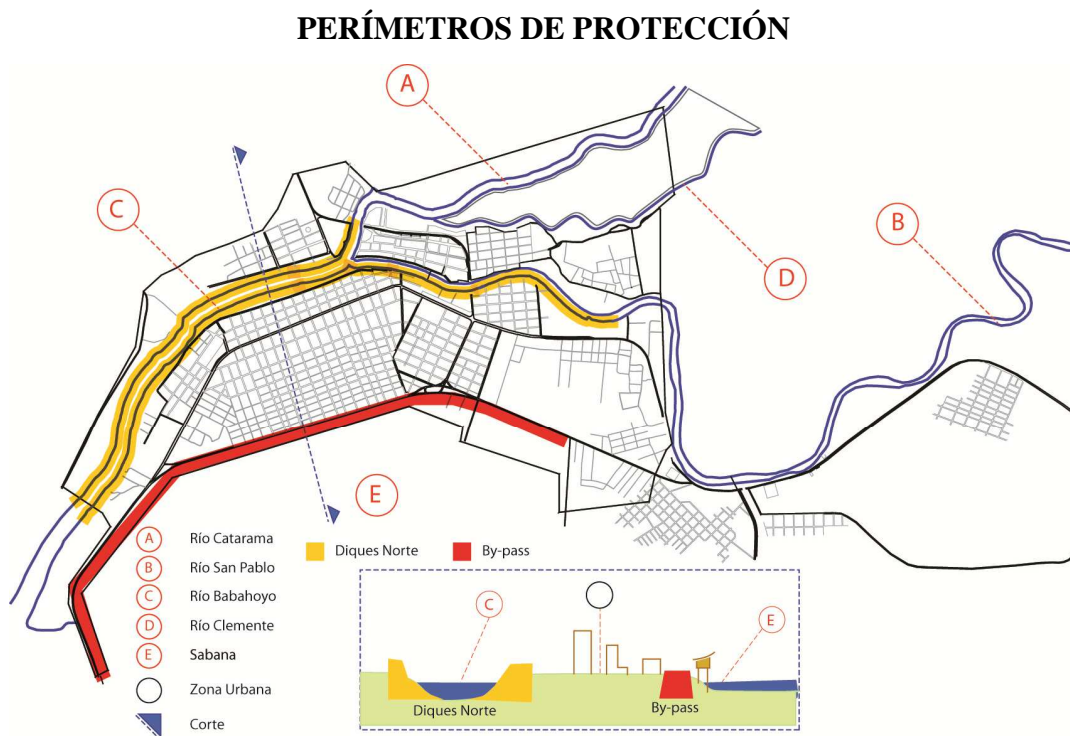 PERÍMETROS DE PROTECCIÓN
A
C
B
D
E
A Río Catarama
B Río San Pablo
C Río Babahoyo
D Río Clemente
E Sabana
Zona Urbana
Corte
Diques Norte
By-pass
C
E
Diques Norte
By-pass